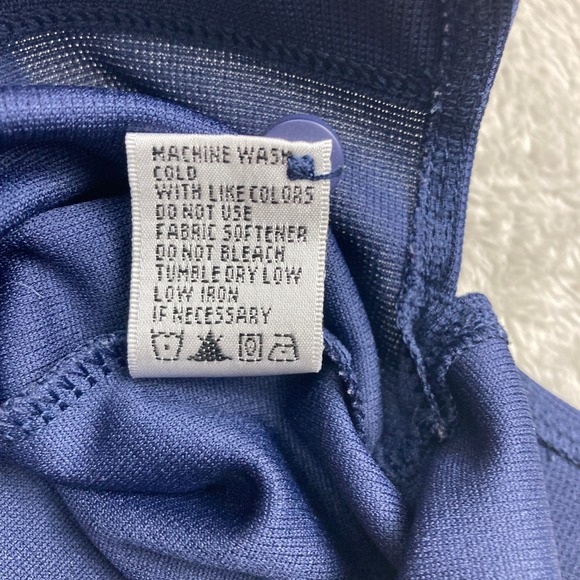 MACHINE WASH
COLD
WITH LIKE COLORS
DO NOT USE
FABRIC SOFTENER
DO NOT BLEACH
TUMBLE DRY LOW
LOW IRON
IF NECESSARY